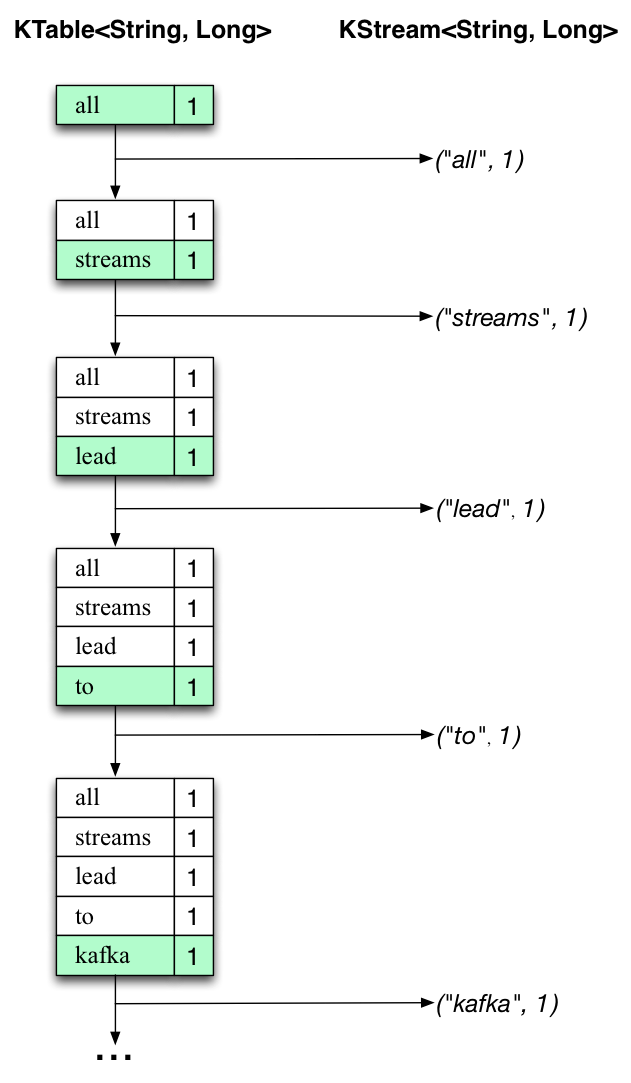 KTable<String, Long> KStream<String, Long>
all 1
("all", 1)
all 1
streams 1
("streams", 1)
all 1
streams 1
lead 1
("lead", 1)
all 1
streams 1
lead 1
to 1
("to", 1)
all 1
streams 1
lead 1
to 1
kafka 1
("kafka", 1)
...